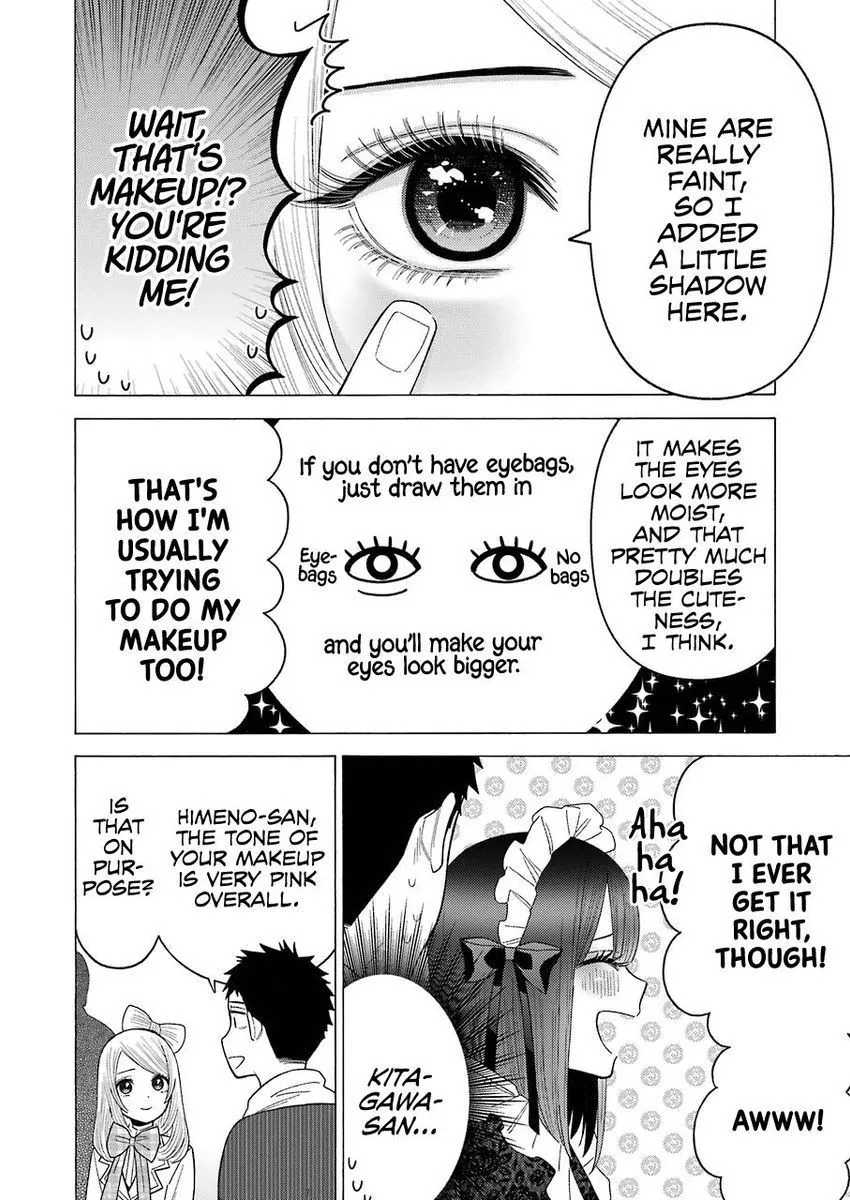 MINE ARE
REALLY
FAINT,
SO I
ADDED
A LITTLE
SHADOW
HERE.
WAIT,
THAT'S
MAKEUP!?
YOU'RE
KIDDING
ME!
IT MAKES
THE EYES
LOOK MORE
MOIST,
AND THAT
PRETTY MUCH
DOUBLES
THE CUTE-
NESS,
I THINK.
If you don't have eyebags,
just draw them in
Eye-
bags
No
bags
and you'll make your
eyes look bigger.
THAT'S
HOW I'M
USUALLY
TRYING
TO DO MY
MAKEUP
TOO!
NOT THAT
I EVER
GET IT
RIGHT,
THOUGH!
Aha
ha
ha!
AWWW!
KITA-
GAWA-
SAN...
HIMENO-SAN,
THE TONE OF
YOUR MAKEUP
IS VERY PINK
OVERALL.
IS
THAT
ON
PUR-
POSE?